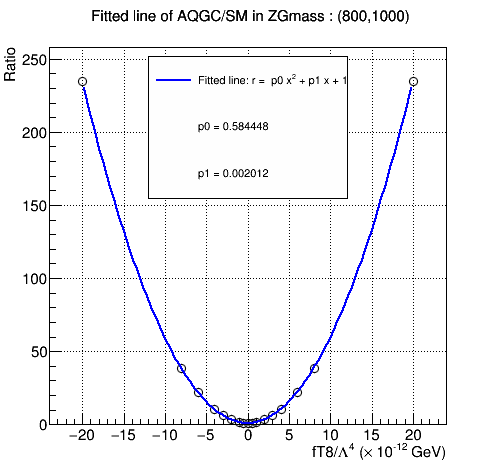 Fitted line of AQGC/SM in ZGmass : (800,1000)
Ratio
250
200
150
100
50
0
Fitted line: r = p0 x² + p1 x + 1
p0 = 0.584448
p1 = 0.002012
−20 −15 −10 −5 0 5 10 15 20
fT8/Λ⁴ (× 10⁻¹² GeV)